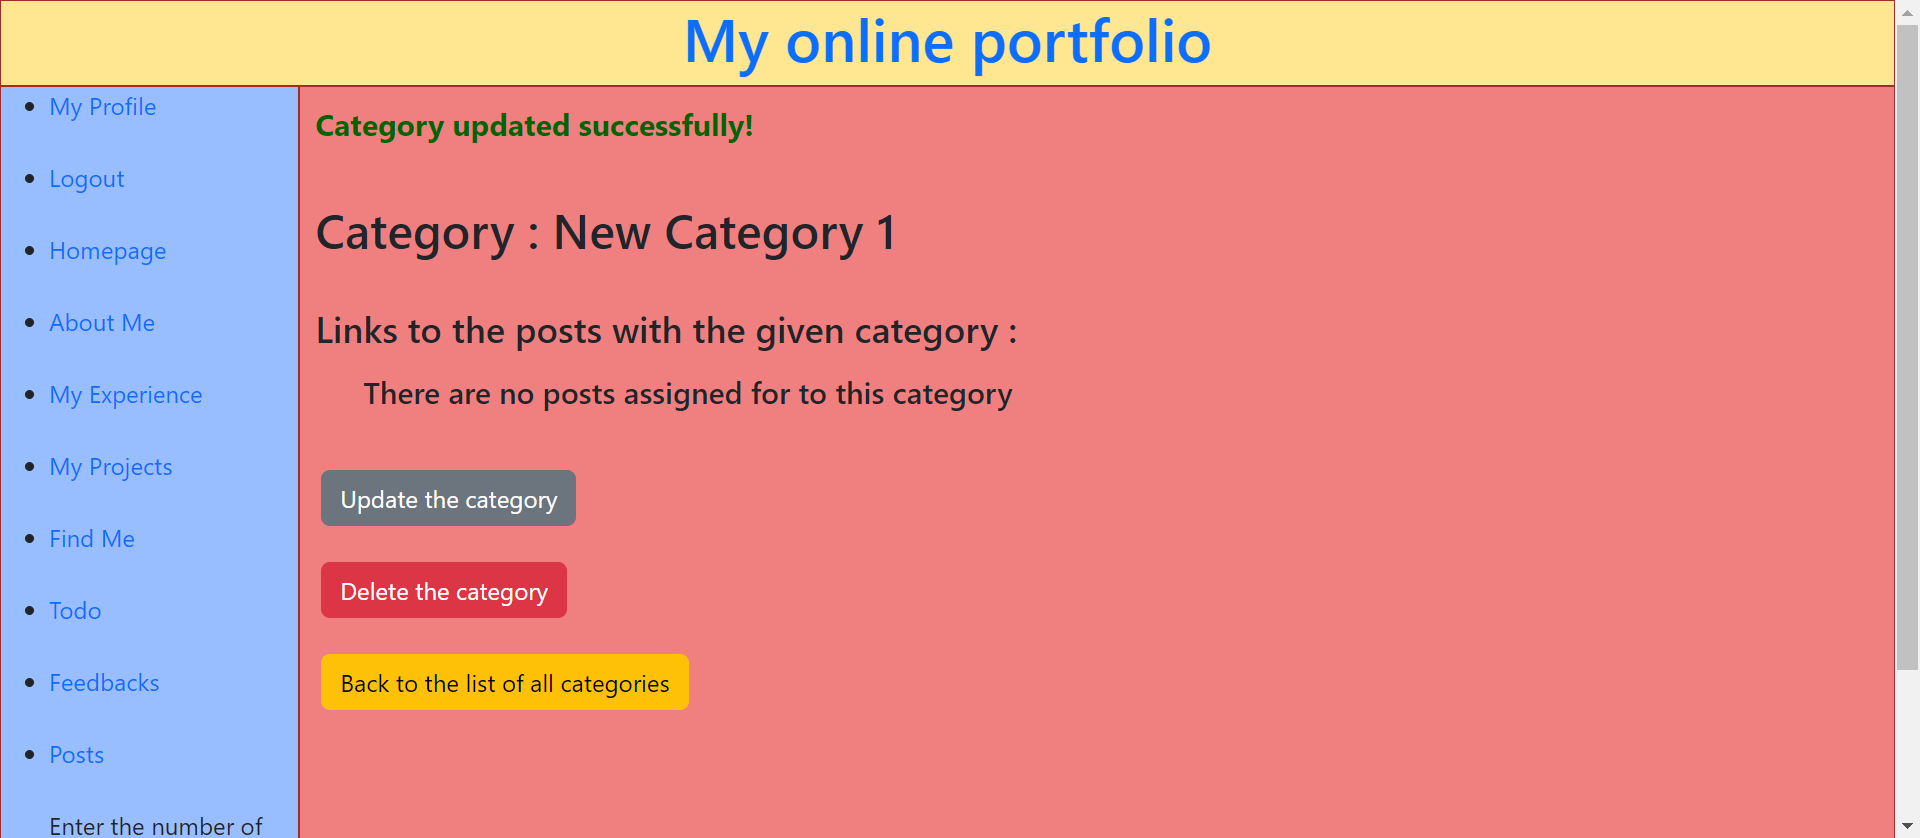 My online portfolio
My Profile
Logout
Homepage
About Me
My Experience
My Projects
Find Me
Todo
Feedbacks
Posts
Enter the number of
Category updated successfully!
Category : New Category 1
Links to the posts with the given category :
There are no posts assigned for to this category
Update the category
Delete the category
Back to the list of all categories